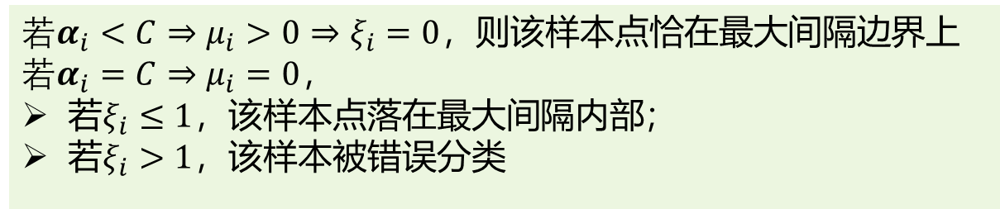 若𝜶ᵢ < C ⇒ μᵢ > 0 ⇒ ξᵢ = 0，则该样本点恰在最大间隔边界上
若𝜶ᵢ = C ⇒ μᵢ = 0，
➢ 若ξᵢ ≤ 1，该样本点落在最大间隔内部；
➢ 若ξᵢ > 1，该样本被错误分类